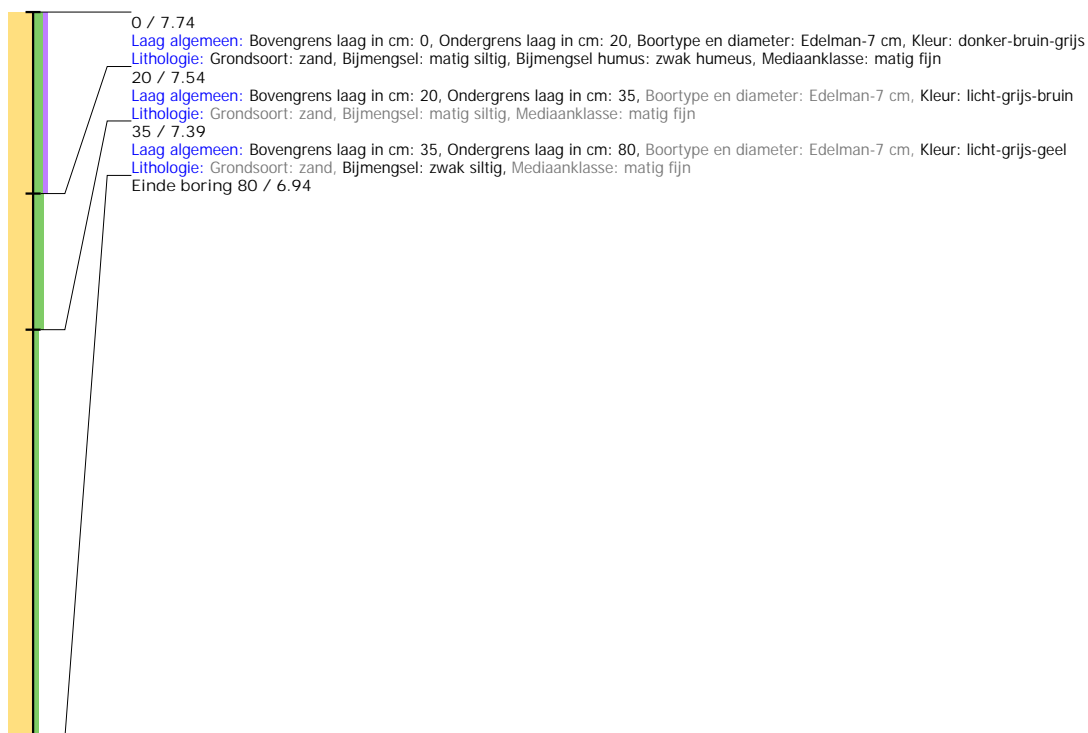 0 / 7.74
Laag algemeen: Bovengrens laag in cm: 0, Ondergrens laag in cm: 20, Boortype en diameter: Edelman-7 cm, Kleur: donker-bruin-grijs
Lithologie: Grondsoort: zand, Bijmengsel: matig siltig, Bijmengsel humus: zwak humeus, Mediaanklasse: matig fijn
20 / 7.54
Laag algemeen: Bovengrens laag in cm: 20, Ondergrens laag in cm: 35, Boortype en diameter: Edelman-7 cm, Kleur: licht-grijs-bruin
Lithologie: Grondsoort: zand, Bijmengsel: matig siltig, Mediaanklasse: matig fijn
35 / 7.39
Laag algemeen: Bovengrens laag in cm: 35, Ondergrens laag in cm: 80, Boortype en diameter: Edelman-7 cm, Kleur: licht-grijs-geel
Lithologie: Grondsoort: zand, Bijmengsel: zwak siltig, Mediaanklasse: matig fijn
Einde boring 80 / 6.94